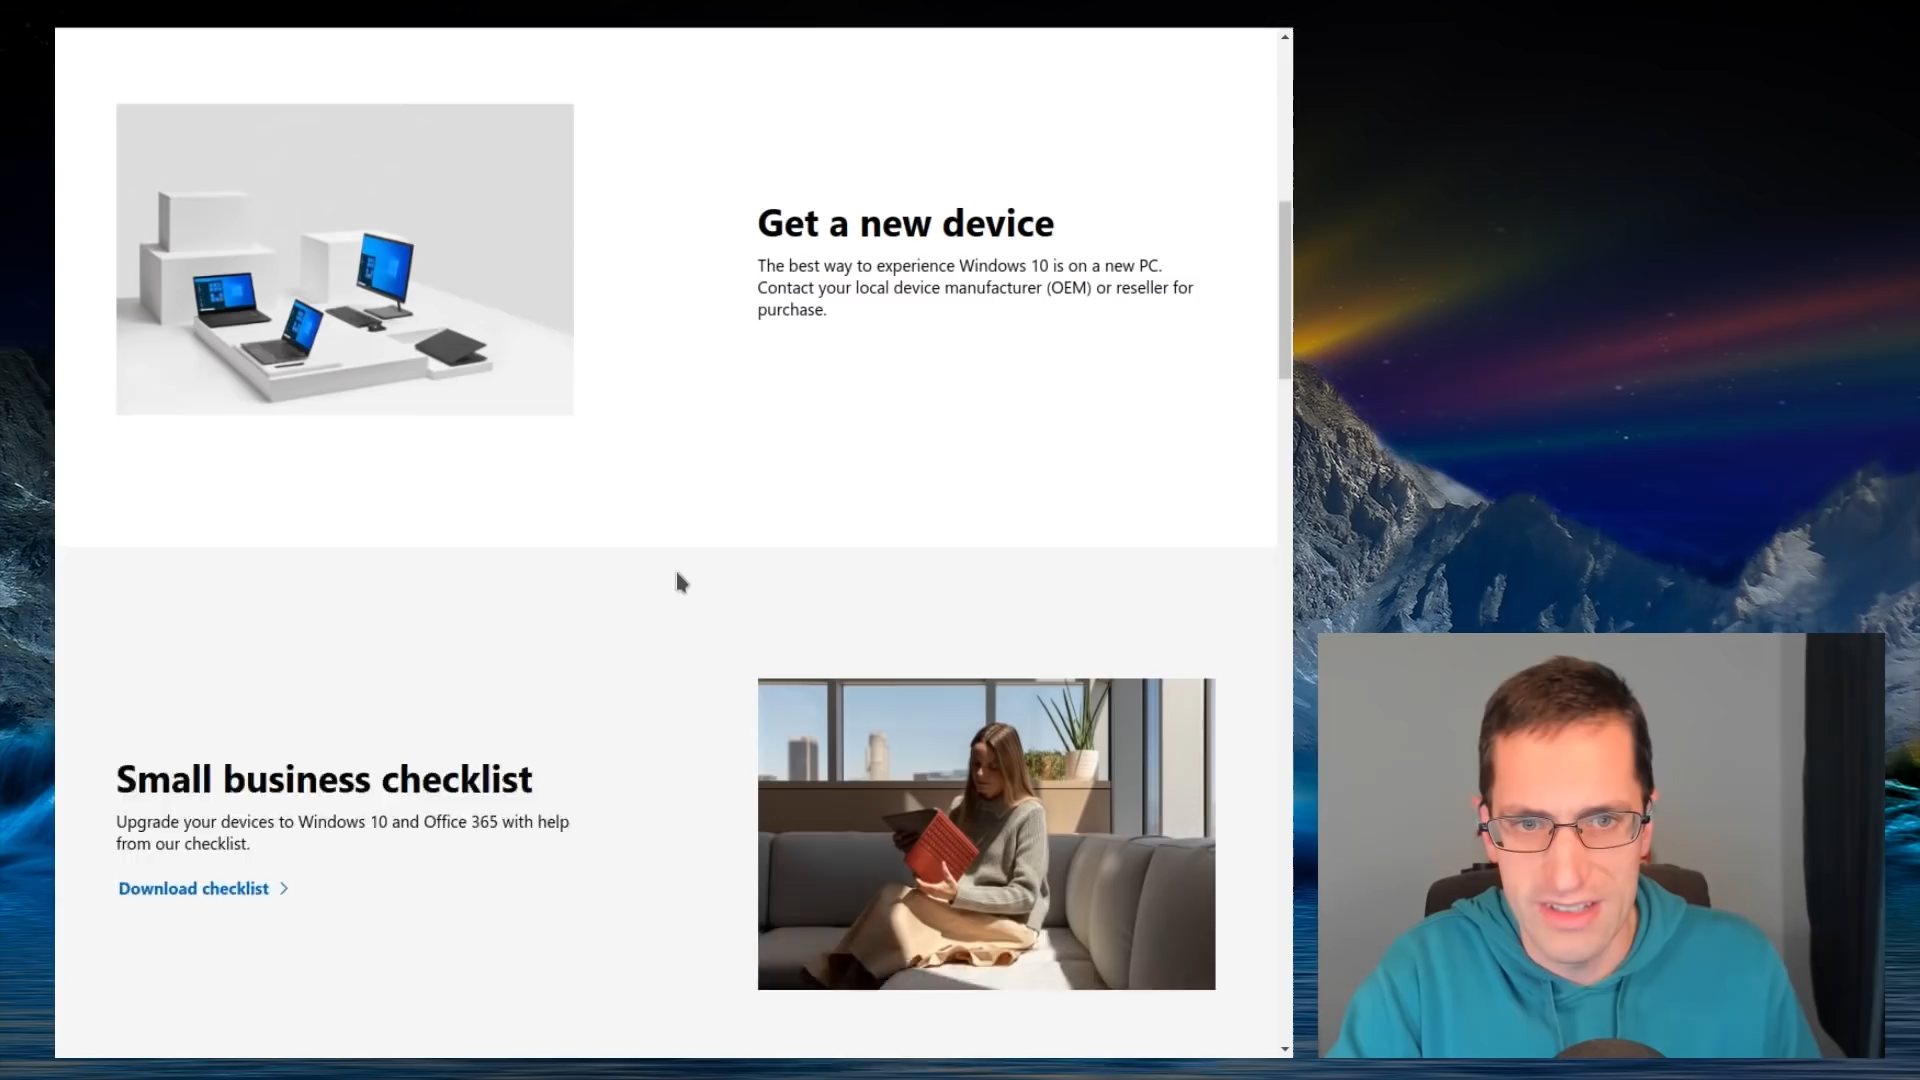 Get a new device
The best way to experience Windows 10 is on a new PC.
Contact your local device manufacturer (OEM) or reseller for
purchase.
Small business checklist
Upgrade your devices to Windows 10 and Office 365 with help
from our checklist.
Download checklist